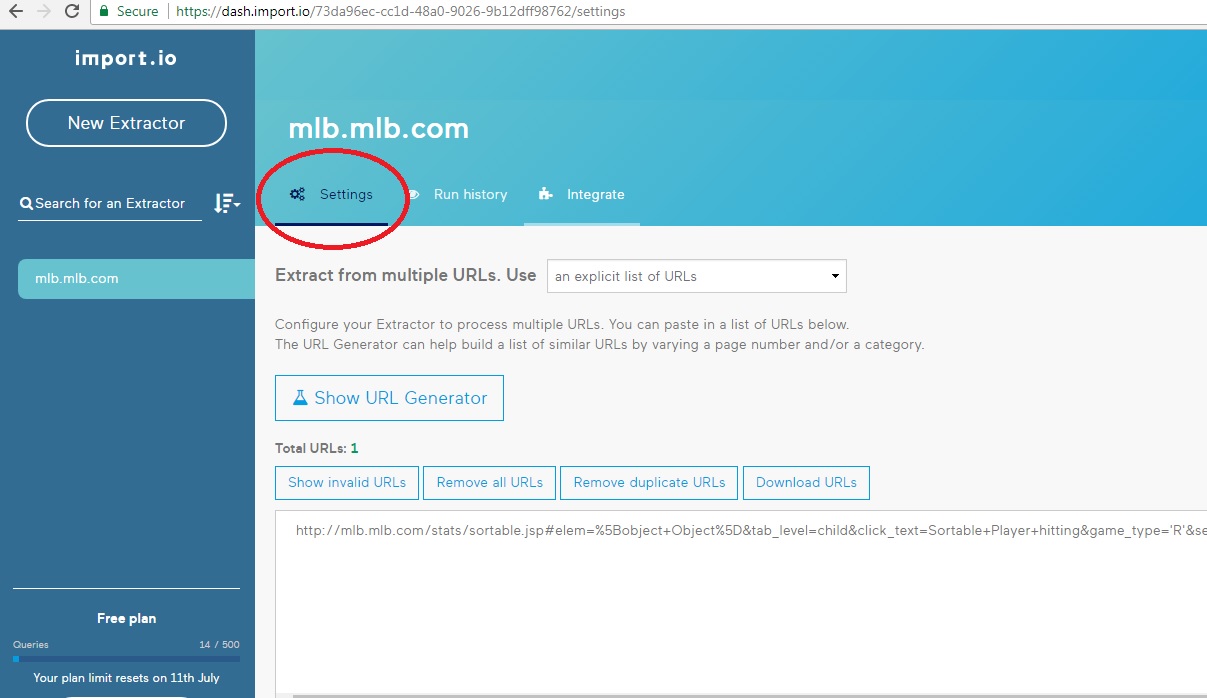 Secure https://dash.import.io/73da96ec-cc1d-48a0-9026-9b12dff98762/settings
import.io
New Extractor
Search for an Extractor
mlb.mlb.com
Free plan
Queries 14 / 500
Your plan limit resets on 11th July
mlb.mlb.com
Settings Run history Integrate
Extract from multiple URLs. Use an explicit list of URLs
Configure your Extractor to process multiple URLs. You can paste in a list of URLs below.
The URL Generator can help build a list of similar URLs by varying a page number and/or a category.
Show URL Generator
Total URLs: 1
Show invalid URLs Remove all URLs Remove duplicate URLs Download URLs
http://mlb.mlb.com/stats/sortable.jsp#elem=%5Bobject+Object%5D&tab_level=child&click_text=Sortable+Player+hitting&game_type='R'&se